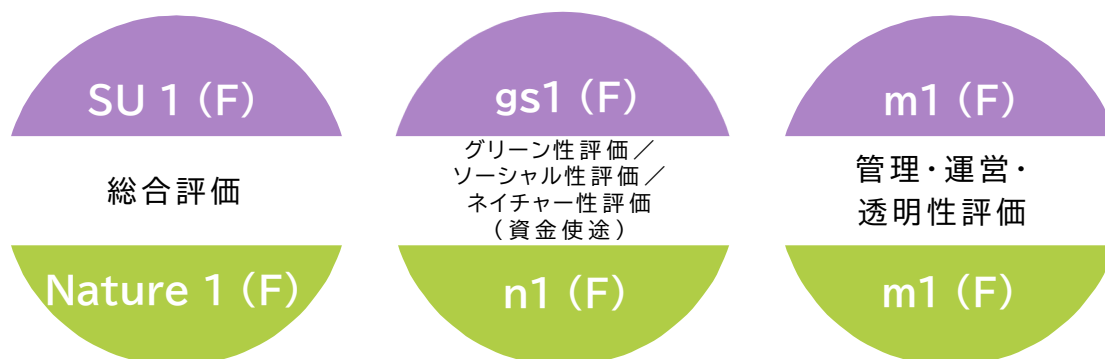 SU 1 (F)
総合評価
Nature 1 (F)
gs1 (F)
グリーン性評価／
ソーシャル性評価／
ネイチャー性評価
（資金使途）
n1 (F)
m1 (F)
管理・運営・
透明性評価
m1 (F)